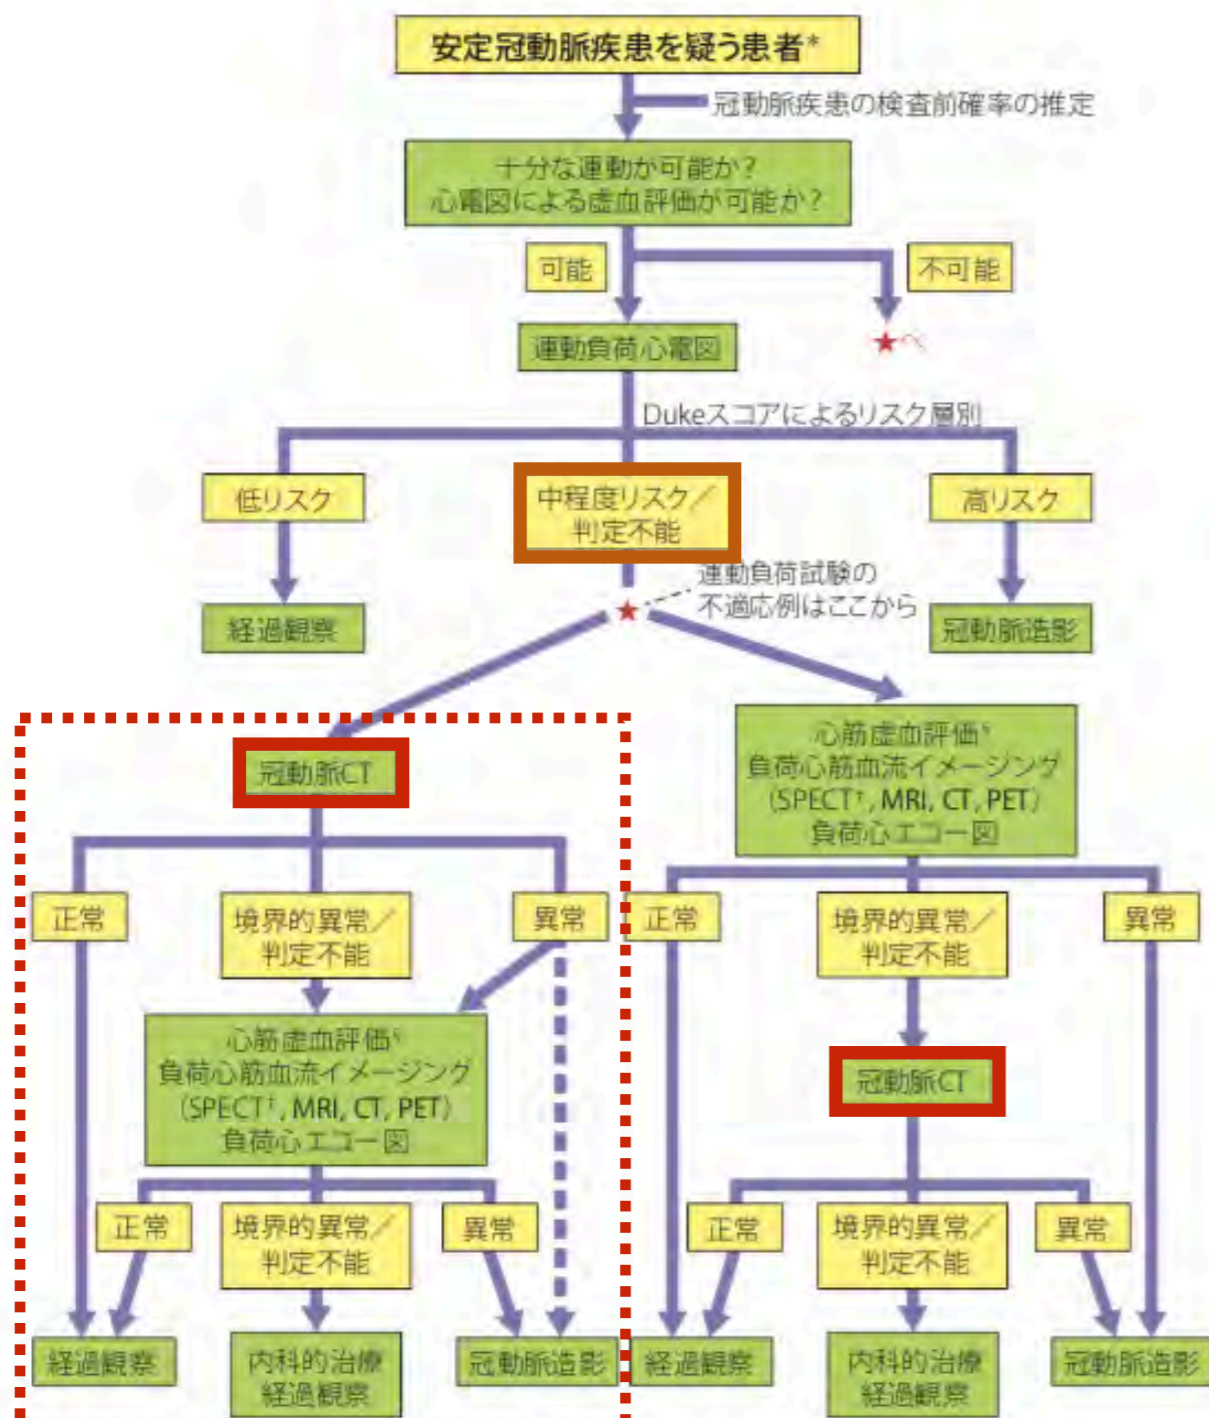 安定冠動脈疾患を疑う患者*
冠動脈疾患の検査前確率の推定
十分な運動が可能か?
心電図による虚血評価が可能か?
可能
不可能
運動負荷心電図
★へ
Dukeスコアによるリスク層別
低リスク
中程度リスク/
判定不能
高リスク
運動負荷試験の
不適応例はここから
★
経過観察
冠動脈造影
冠動脈CT
正常
境界的異常/
判定不能
異常
心筋虚血評価§
負荷心筋血流イメージング
(SPECT†, MRI, CT, PET)
負荷心エコー図
正常
境界的異常/
判定不能
異常
経過観察
内科的治療
経過観察
冠動脈造影
心筋虚血評価§
負荷心筋血流イメージング
(SPECT†, MRI, CT, PET)
負荷心エコー図
正常
境界的異常/
判定不能
異常
冠動脈CT
正常
境界的異常/
判定不能
異常
経過観察
内科的治療
経過観察
冠動脈造影